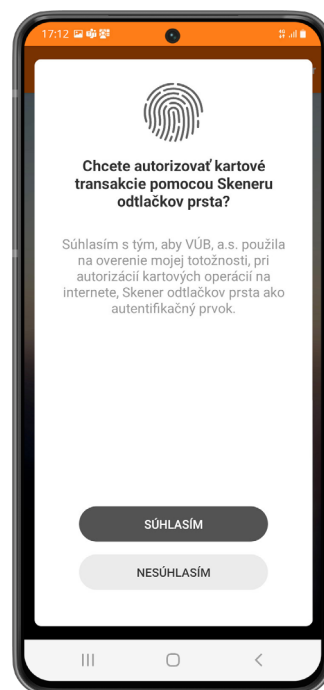 17:12
Chcete autorizovať kartové
transakcie pomocou Skeneru
odtlačkov prsta?
Súhlasím s tým, aby VÚB, a.s. použila
na overenie mojej totožnosti, pri
autorizácií kartových operácií na
internete, Skener odtlačkov prsta ako
autentifikačný prvok.
SÚHLASÍM
NESÚHLASÍM